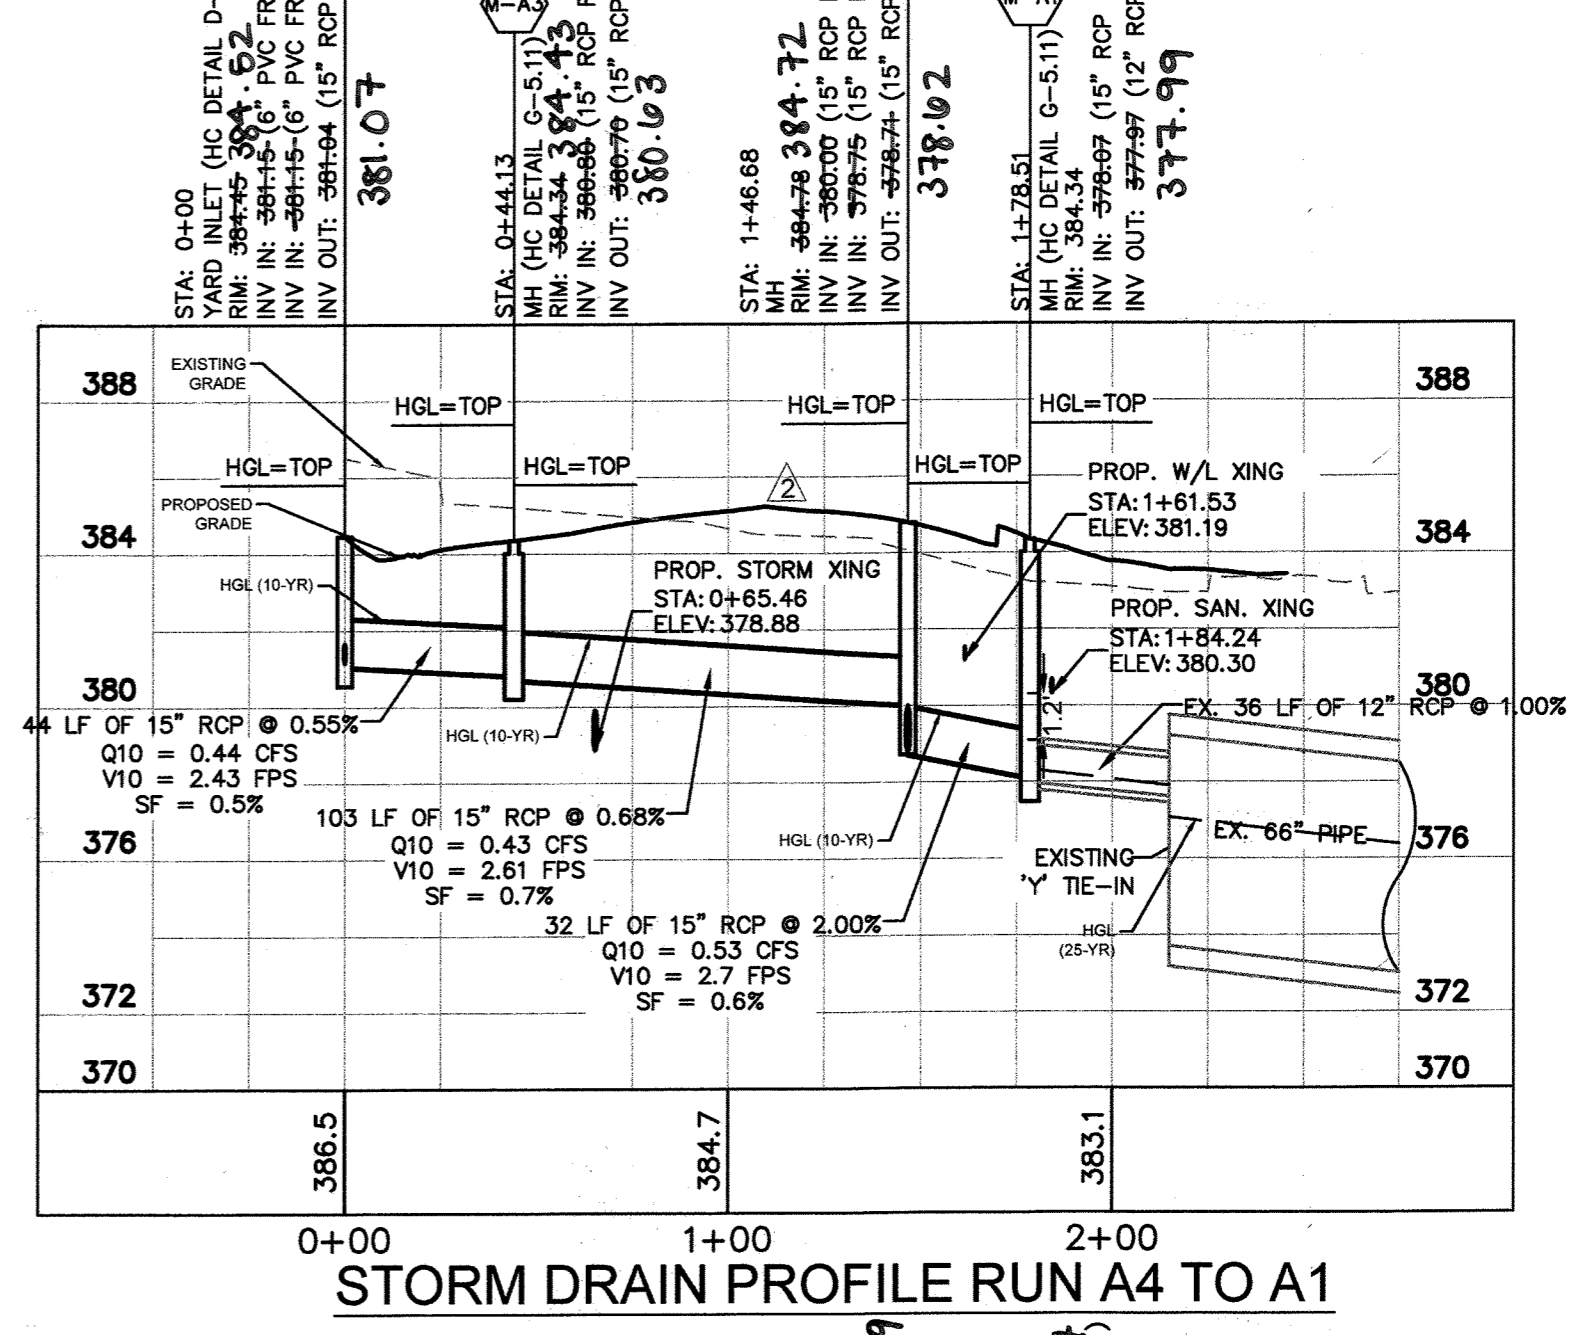 M-A3
M-A1
STA: 0+00
YARD INLET (HC DETAIL D-
RIM: 384.45 384.52
INV IN: 381.15 (6" PVC FR
INV IN: 381.15 (6" PVC FR
INV OUT: 381.04 (15" RCP
381.07
STA: 0+44.13
MH (HC DETAIL G-5.11)
RIM: 384.34 384.43
INV IN: 380.80 (15" RCP
INV OUT: 380.70 (15" RCP
380.63
STA: 1+46.68
MH
RIM: 384.78 384.72
INV IN: 380.00 (15" RCP
INV IN: 378.75 (15" RCP
INV OUT: 378.71 (15" RCP
378.62
STA: 1+78.51
MH (HC DETAIL G-5.11)
RIM: 384.34
INV IN: 378.07 (15" RCP
INV OUT: 377.97 (12" RCP
377.99
EXISTING
GRADE
388
388
HGL=TOP
HGL=TOP
HGL=TOP
HGL=TOP
HGL=TOP
HGL=TOP
2
PROP. W/L XING
STA:1+61.53
ELEV:381.19
PROPOSED
GRADE
384
384
HGL (10-YR)
PROP. STORM XING
STA:0+65.46
ELEV:378.88
PROP. SAN. XING
STA:1+84.24
ELEV:380.30
380
380
1.2'
EX. 36 LF OF 12" RCP @ 1.00%
44 LF OF 15" RCP @ 0.55%
Q10 = 0.44 CFS
V10 = 2.43 FPS
SF = 0.5%
HGL (10-YR)
103 LF OF 15" RCP @ 0.68%
Q10 = 0.43 CFS
V10 = 2.61 FPS
SF = 0.7%
376
376
HGL (10-YR)
EX. 66" PIPE
EXISTING
'Y' TIE-IN
32 LF OF 15" RCP @ 2.00%
Q10 = 0.53 CFS
V10 = 2.7 FPS
SF = 0.6%
HGL
(25-YR)
372
372
370
370
386.5
384.7
383.1
0+00
1+00
2+00
STORM DRAIN PROFILE RUN A4 TO A1